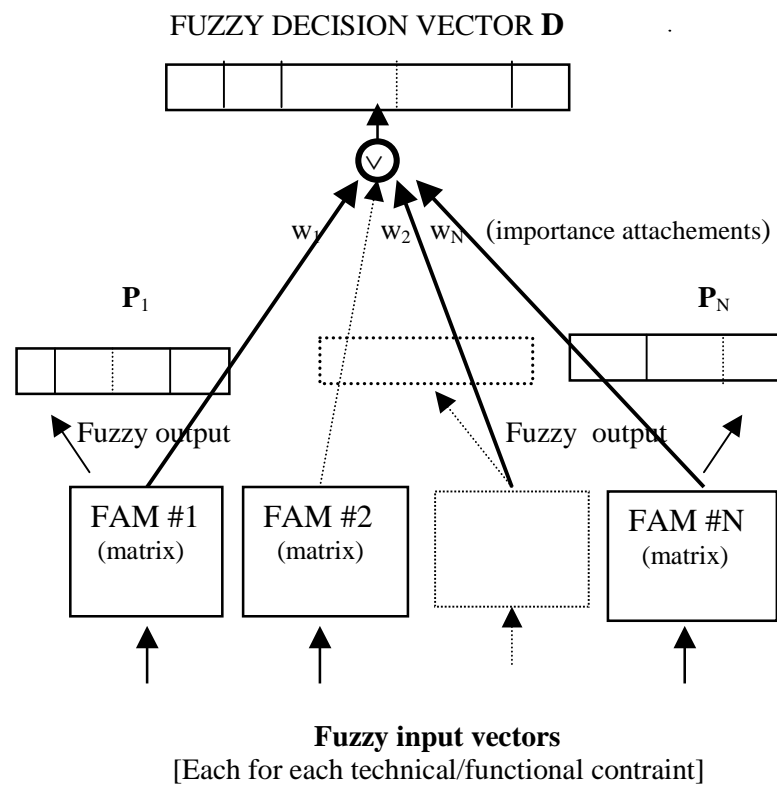 FUZZY DECISION VECTOR D .
∨
w1 w2 wN (importance attachements)
P1 PN
Fuzzy output Fuzzy output
FAM #1 FAM #2 FAM #N
(matrix) (matrix) (matrix)
Fuzzy input vectors
[Each for each technical/functional contraint]